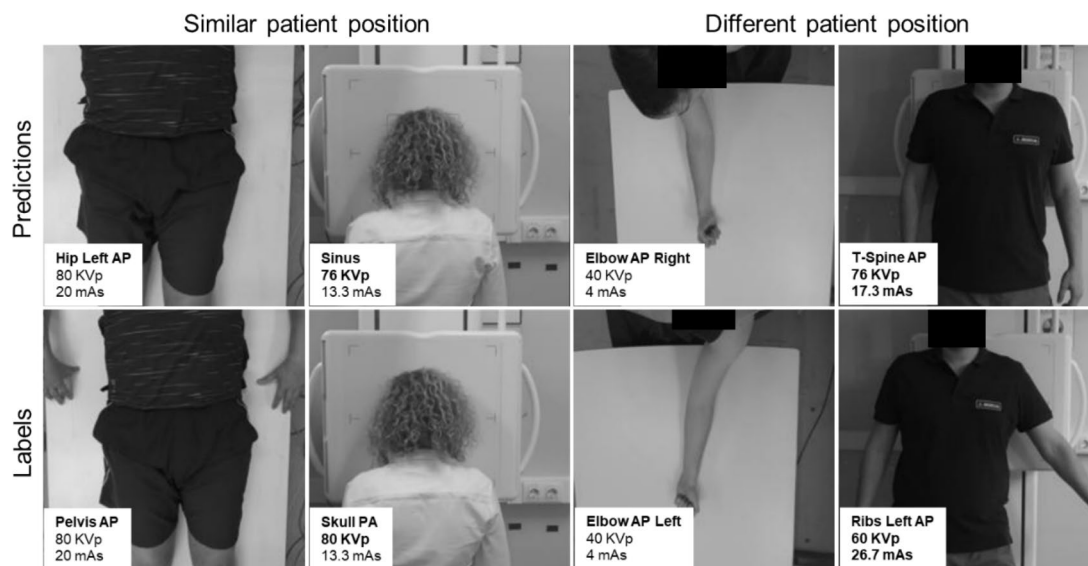 Similar patient position
Different patient position
Predictions
Hip Left AP
80 KVp
20 mAs
Sinus
76 KVp
13.3 mAs
Elbow AP Right
40 KVp
4 mAs
T-Spine AP
76 KVp
17.3 mAs
Labels
Pelvis AP
80 KVp
20 mAs
Skull PA
80 KVp
13.3 mAs
Elbow AP Left
40 KVp
4 mAs
Ribs Left AP
60 KVp
26.7 mAs